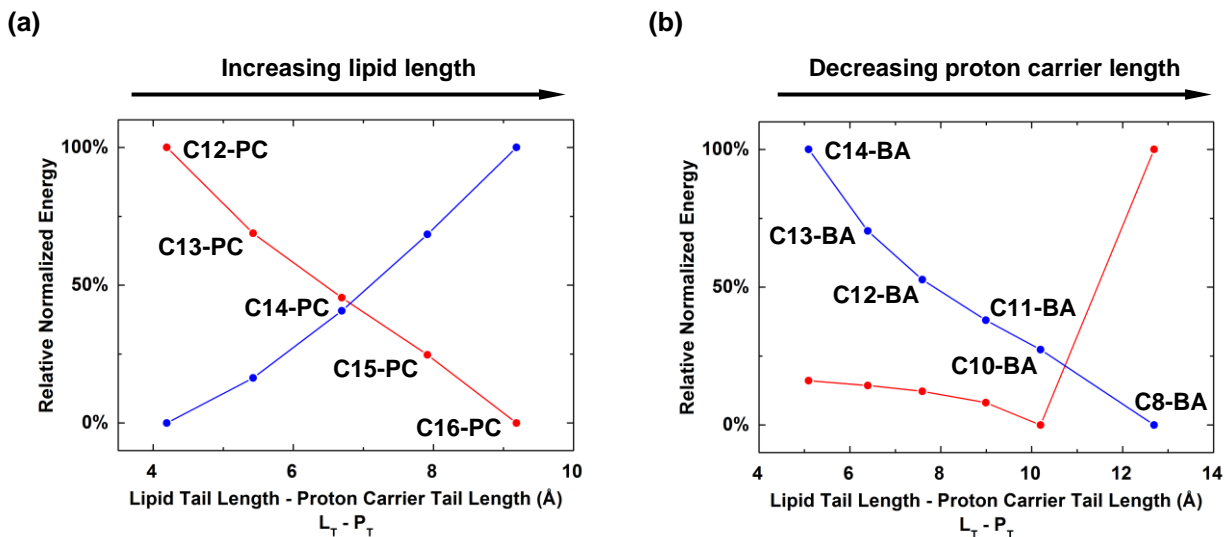 (a)
Increasing lipid length
Relative Normalized Energy
100%
50%
0%
C12-PC
C13-PC
C14-PC
C15-PC
C16-PC
4
6
8
10
Lipid Tail Length - Proton Carrier Tail Length (Å)
L_T - P_T
(b)
Decreasing proton carrier length
Relative Normalized Energy
100%
50%
0%
C14-BA
C13-BA
C12-BA
C11-BA
C10-BA
C8-BA
4
6
8
10
12
14
Lipid Tail Length - Proton Carrier Tail Length (Å)
L_T - P_T